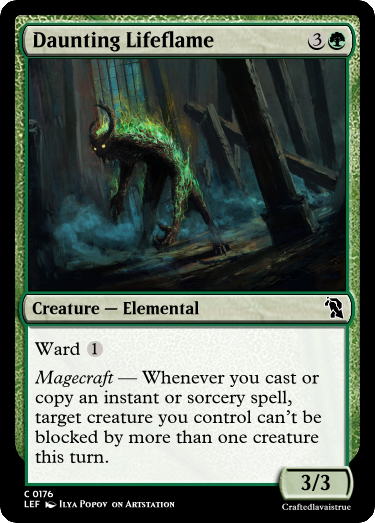 Daunting Lifeflame 3
Creature — Elemental
Ward 1
Magecraft — Whenever you cast or
copy an instant or sorcery spell,
target creature you control can't be
blocked by more than one creature
this turn.
3/3
C 0176
LEF Ilya Popov on Artstation
Craftedlavaistrue